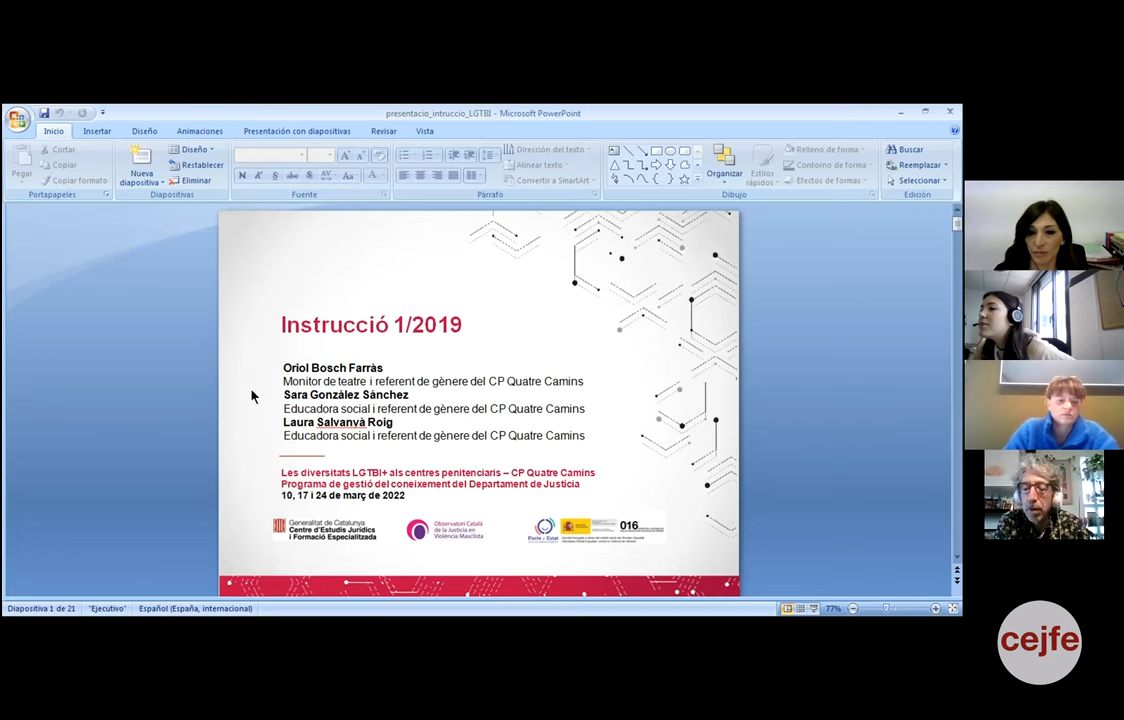 presentacio_intruccio_LGTBI - Microsoft PowerPoint
Inicio
Insertar
Diseño
Animaciones
Presentación con diapositivas
Revisar
Vista
Pegar
Cortar
Copiar
Copiar formato
Portapapeles
Nueva
diapositiva
Diseño
Restablecer
Eliminar
Diapositivas
Fuente
Dirección del texto
Alinear texto
Convertir a SmartArt
Párrafo
Organizar
Estilos
rápidos
Relleno de forma
Contorno de forma
Efectos de formas
Dibujo
Buscar
Reemplazar
Seleccionar
Edición
Instrucció 1/2019
Oriol Bosch Farràs
Monitor de teatre i referent de gènere del CP Quatre Camins
Sara González Sánchez
Educadora social i referent de gènere del CP Quatre Camins
Laura Salvanyà Roig
Educadora social i referent de gènere del CP Quatre Camins
Les diversitats LGTBI+ als centres penitenciaris – CP Quatre Camins
Programa de gestió del coneixement del Departament de Justícia
10, 17 i 24 de març de 2022
Generalitat de Catalunya
Centre d'Estudis Jurídics
i Formació Especialitzada
Observatori Català
de la Justícia en
Violència Masclista
016
Diapositiva 1 de 21
"Ejecutivo"
Español (España, internacional)
77%
cejfe